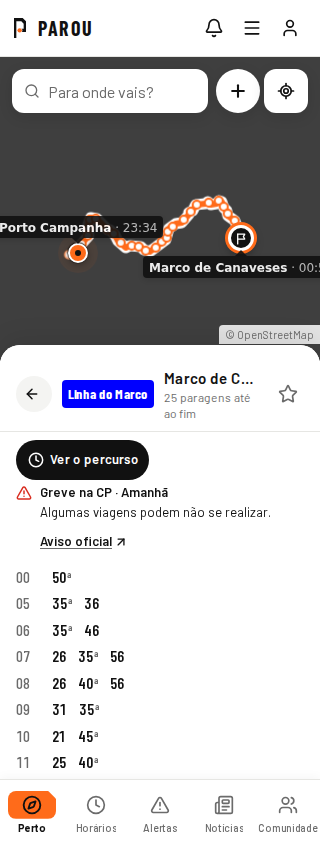 PAROU
Para onde vais?
Porto Campanha · 23:34
Marco de Canaveses · 00:5
© OpenStreetMap
Linha do Marco
Marco de C...
25 paragens até
ao fim
Ver o percurso
Greve na CP · Amanhã
Algumas viagens podem não se realizar.
Aviso oficial
00 50ª
05 35ª 36
06 35ª 46
07 26 35ª 56
08 26 40ª 56
09 31 35ª
10 21 45ª
11 25 40ª
Perto Horários Alertas Notícias Comunidade